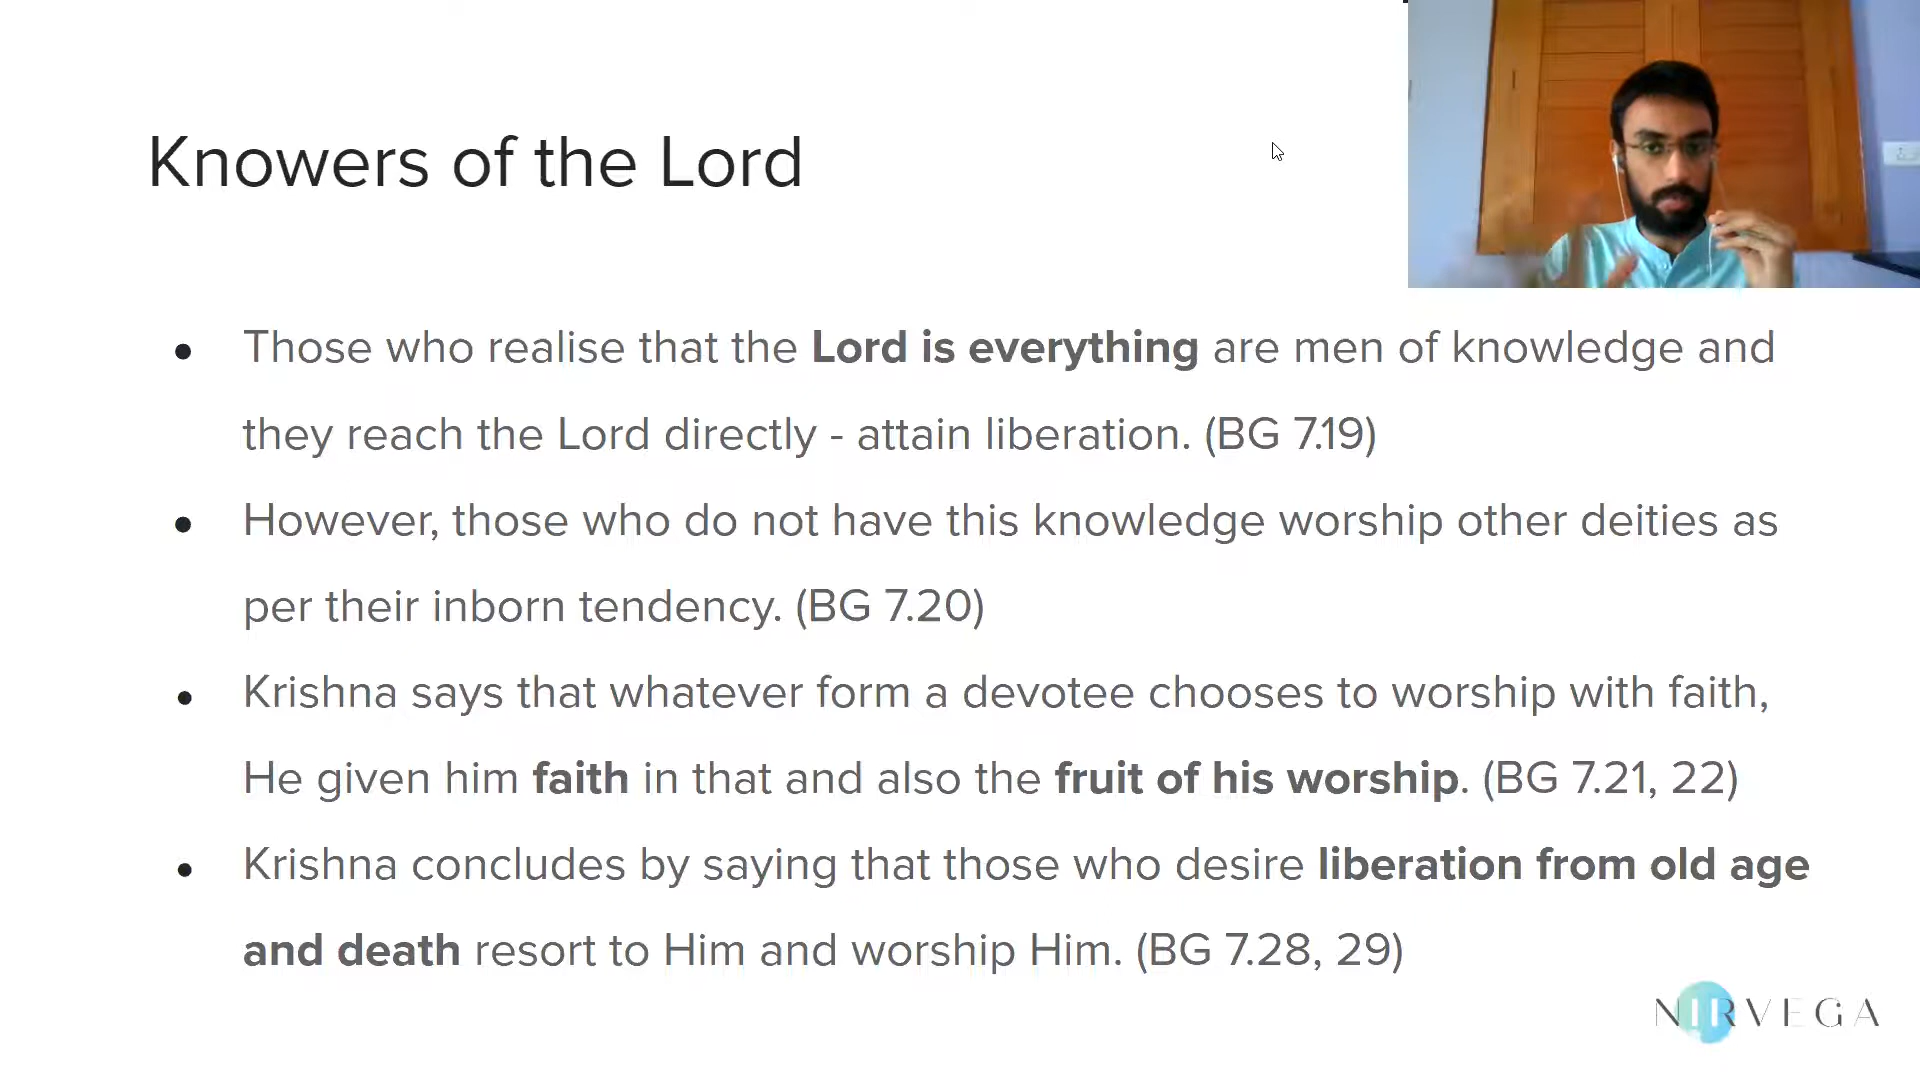 Knowers of the Lord
● Those who realise that the Lord is everything are men of knowledge and
they reach the Lord directly - attain liberation. (BG 7.19)
● However, those who do not have this knowledge worship other deities as
per their inborn tendency. (BG 7.20)
● Krishna says that whatever form a devotee chooses to worship with faith,
He given him faith in that and also the fruit of his worship. (BG 7.21, 22)
● Krishna concludes by saying that those who desire liberation from old age
and death resort to Him and worship Him. (BG 7.28, 29)
NIRVEGA